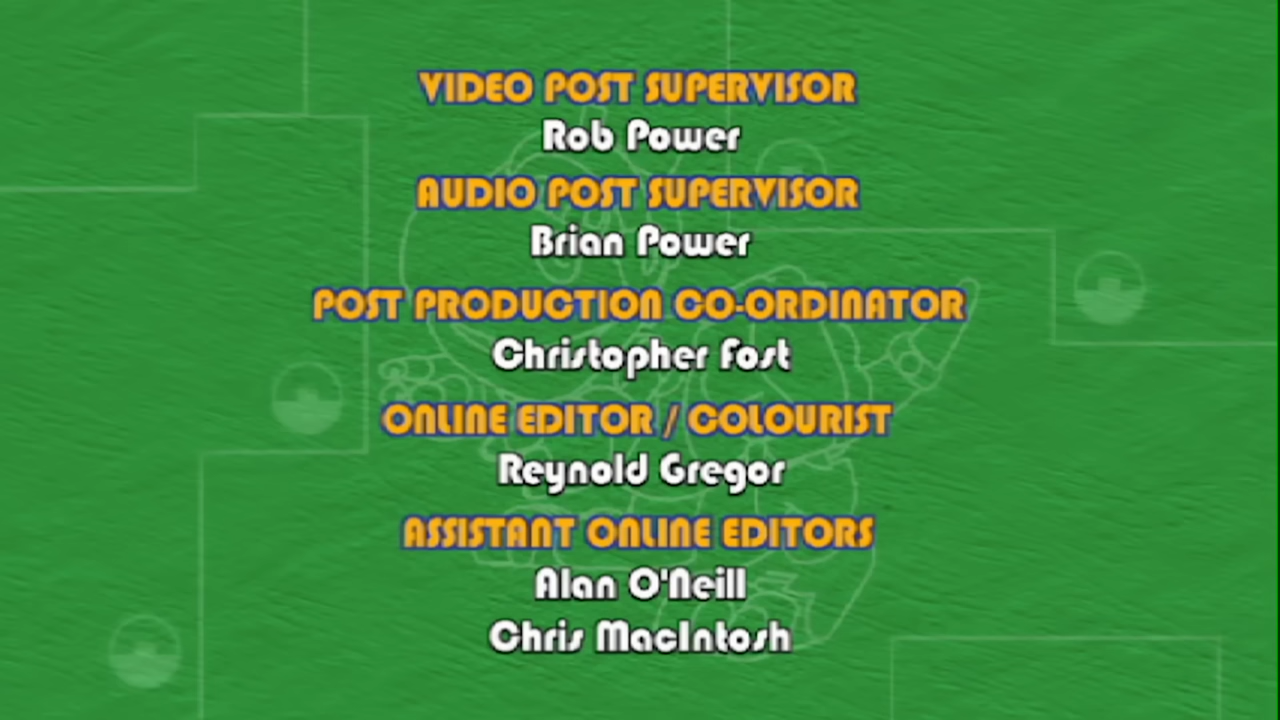 VIDEO POST SUPERVISOR
Rob Power
AUDIO POST SUPERVISOR
Brian Power
POST PRODUCTION CO-ORDINATOR
Christopher Fost
ONLINE EDITOR / COLOURIST
Reynold Gregor
ASSISTANT ONLINE EDITORS
Alan O'Neill
Chris MacIntosh